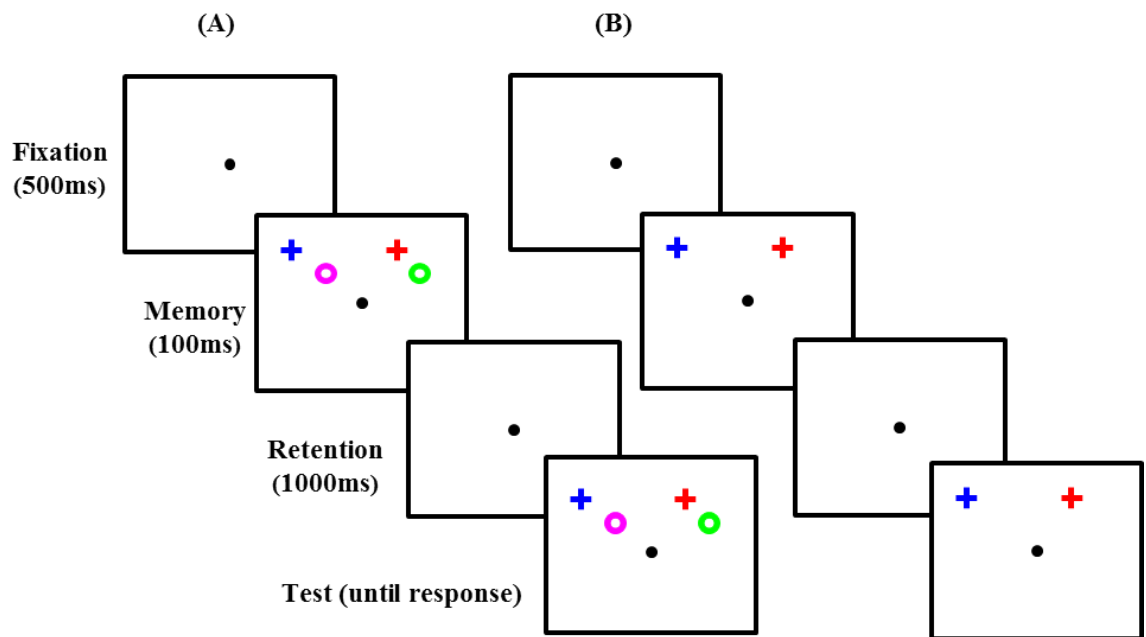 (A)
(B)
Fixation
(500ms)
Memory
(100ms)
Retention
(1000ms)
Test (until response)